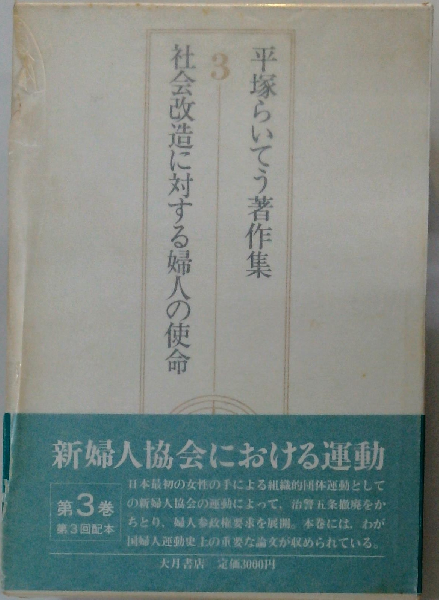 平塚らいてう著作集
3
社会改造に対する婦人の使命
新婦人協会における運動
第3巻
第3回配本
日本最初の女性の手による組織的団体運動として
の新婦人協会の運動によって、治警五条撤廃をか
ちとり、婦人参政権要求を展開。本巻には、わが
国婦人運動史上の重要な論文が収められている。
大月書店 定価3000円